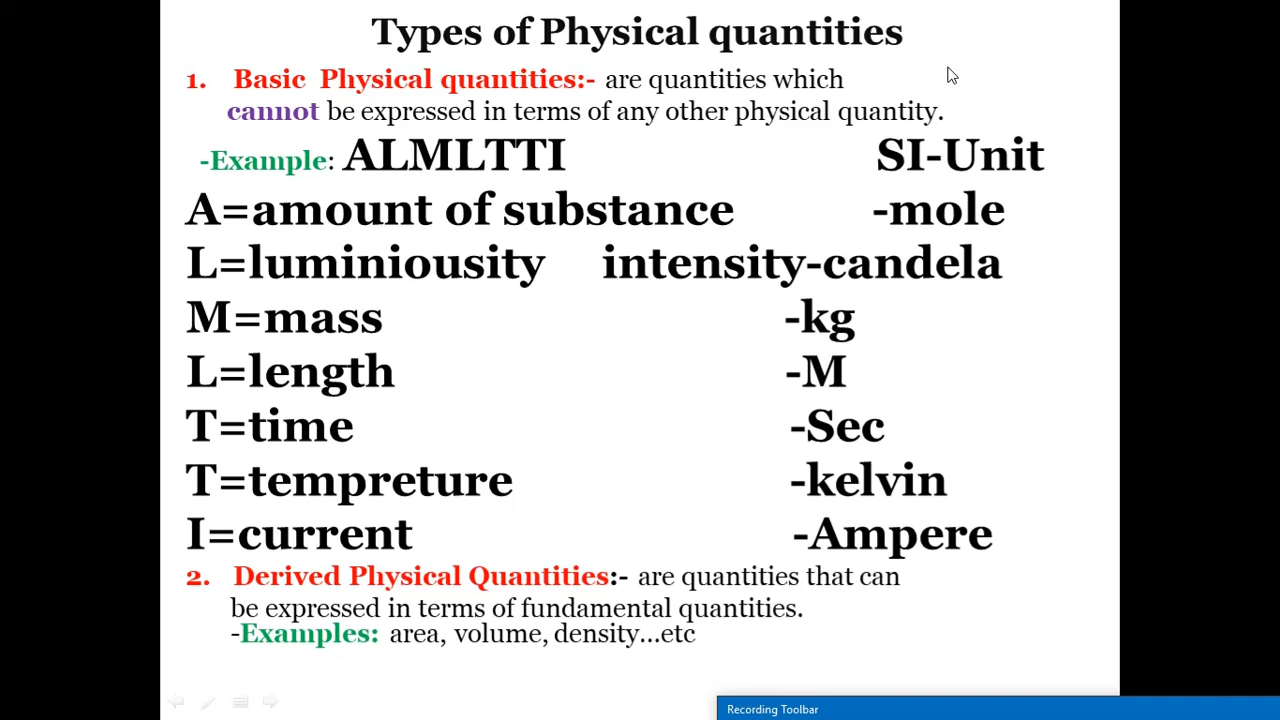 Types of Physical quantities
1. Basic Physical quantities:- are quantities which
cannot be expressed in terms of any other physical quantity.
-Example: ALMLTTI SI-Unit
A=amount of substance -mole
L=luminiousity intensity-candela
M=mass -kg
L=length -M
T=time -Sec
T=tempreture -kelvin
I=current -Ampere
2. Derived Physical Quantities:- are quantities that can
be expressed in terms of fundamental quantities.
-Examples: area, volume, density...etc
Recording Toolbar